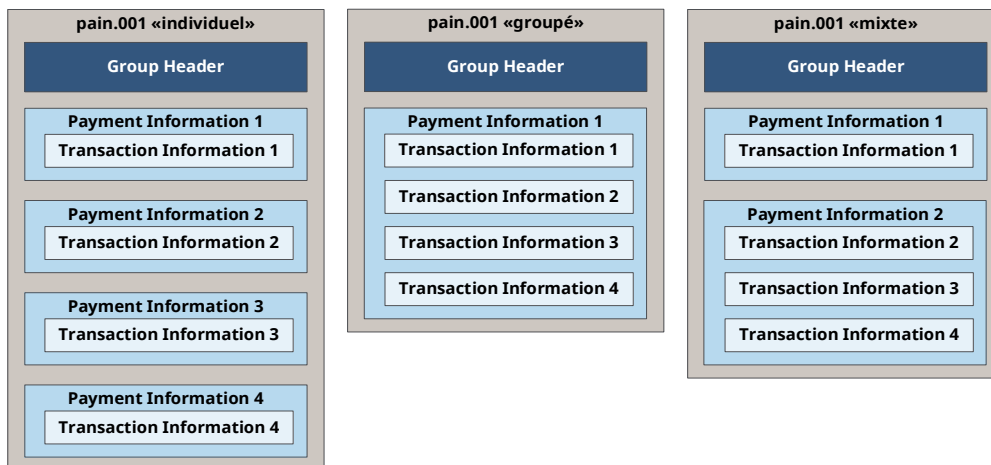 pain.001 «individuel»
Group Header
Payment Information 1
Transaction Information 1
Payment Information 2
Transaction Information 2
Payment Information 3
Transaction Information 3
Payment Information 4
Transaction Information 4
pain.001 «groupé»
Group Header
Payment Information 1
Transaction Information 1
Transaction Information 2
Transaction Information 3
Transaction Information 4
pain.001 «mixte»
Group Header
Payment Information 1
Transaction Information 1
Payment Information 2
Transaction Information 2
Transaction Information 3
Transaction Information 4